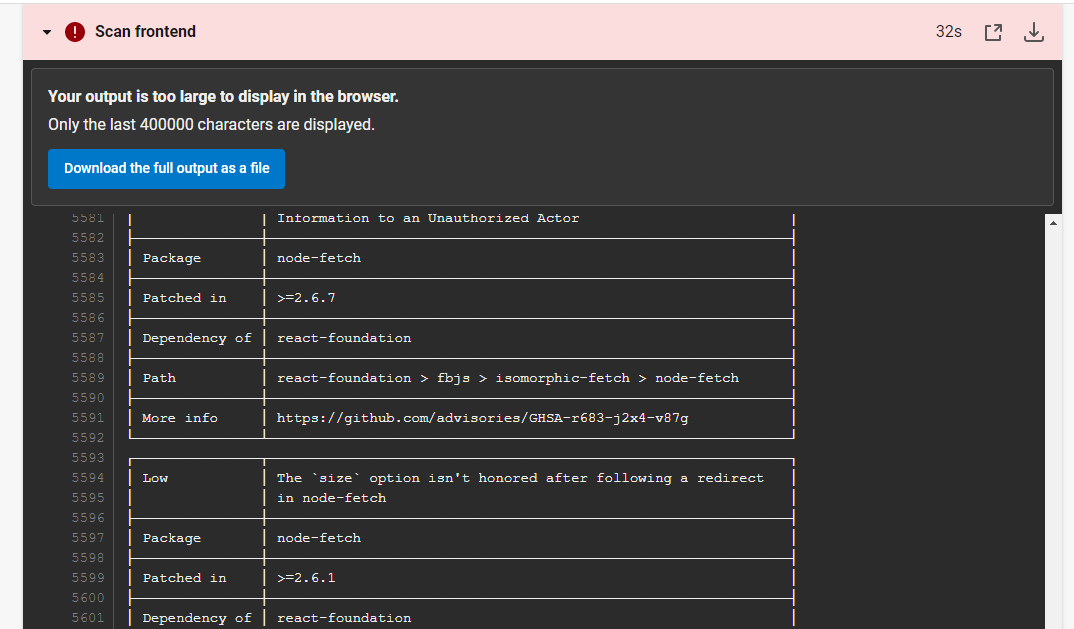 Scan frontend 32s
Your output is too large to display in the browser.
Only the last 400000 characters are displayed.
Download the full output as a file
5581 Information to an Unauthorized Actor
5582
5583 Package node-fetch
5584
5585 Patched in >=2.6.7
5586
5587 Dependency of react-foundation
5588
5589 Path react-foundation > fbjs > isomorphic-fetch > node-fetch
5590
5591 More info https://github.com/advisories/GHSA-r683-j2x4-v87g
5592
5593
5594 Low The `size` option isn't honored after following a redirect
5595 in node-fetch
5596
5597 Package node-fetch
5598
5599 Patched in >=2.6.1
5600
5601 Dependency of react-foundation